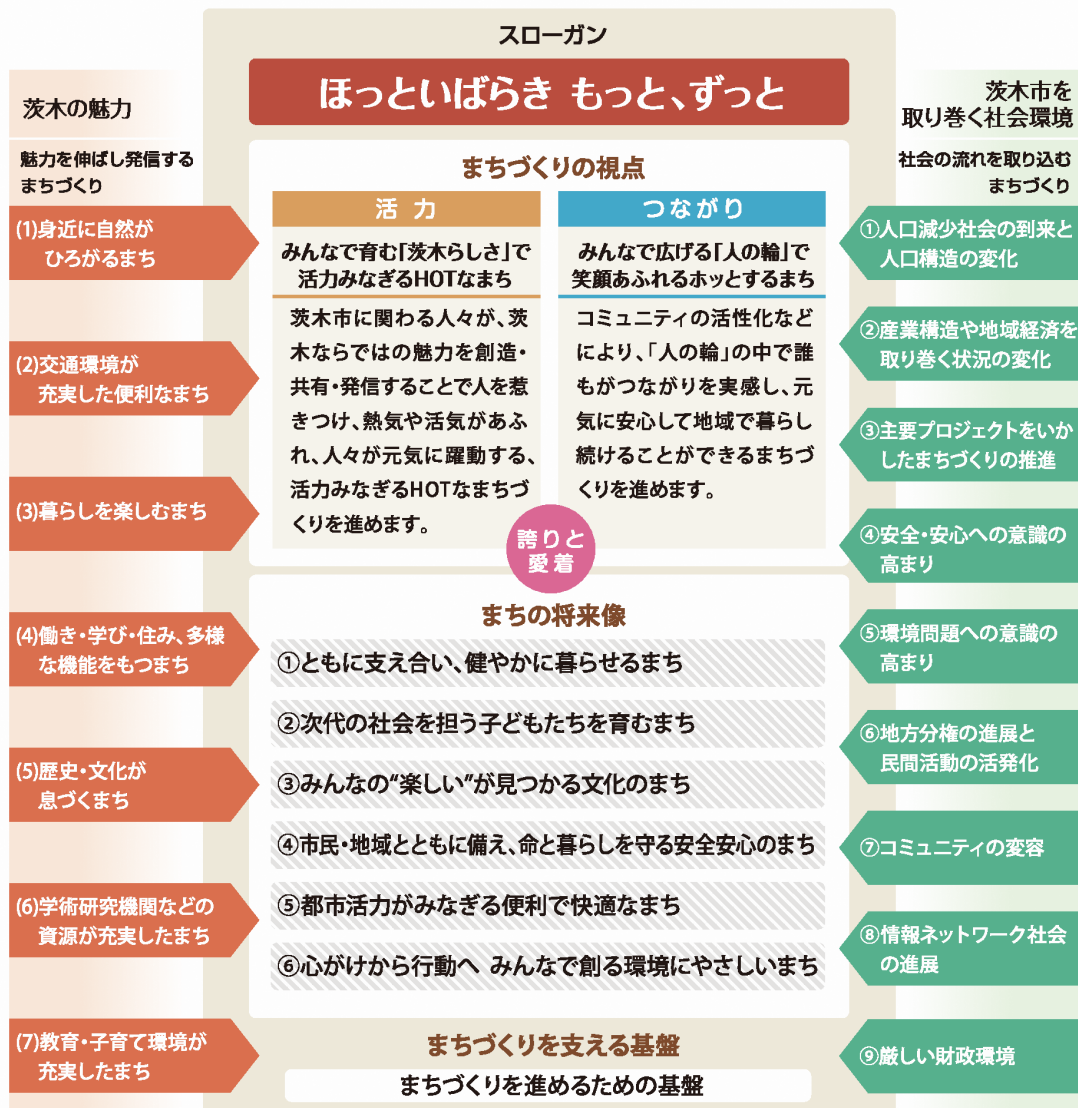 スローガン
ほっといばらき もっと、ずっと
茨木の魅力
魅力を伸ばし発信する
まちづくり
(1)身近に自然が
ひろがるまち
(2)交通環境が
充実した便利なまち
(3)暮らしを楽しむまち
(4)働き・学び・住み、多様
な機能をもつまち
(5)歴史・文化が
息づくまち
(6)学術研究機関などの
資源が充実したまち
(7)教育・子育て環境が
充実したまち
まちづくりの視点
活 力
みんなで育む「茨木らしさ」で
活力みなぎるHOTなまち
茨木市に関わる人々が、茨
木ならではの魅力を創造・
共有・発信することで人を惹
きつけ、熱気や活気があふ
れ、人々が元気に躍動する、
活力みなぎるHOTなまちづ
くりを進めます。
つながり
みんなで広げる「人の輪」で
笑顔あふれるホッとするまち
コミュニティの活性化など
により、「人の輪」の中で誰
もがつながりを実感し、元
気に安心して地域で暮らし
続けることができるまちづ
くりを進めます。
誇りと
愛着
まちの将来像
①ともに支え合い、健やかに暮らせるまち
②次代の社会を担う子どもたちを育むまち
③みんなの“楽しい”が見つかる文化のまち
④市民・地域とともに備え、命と暮らしを守る安全安心のまち
⑤都市活力がみなぎる便利で快適なまち
⑥心がけから行動へ みんなで創る環境にやさしいまち
まちづくりを支える基盤
まちづくりを進めるための基盤
茨木市を
取り巻く社会環境
社会の流れを取り込む
まちづくり
①人口減少社会の到来と
人口構造の変化
②産業構造や地域経済を
取り巻く状況の変化
③主要プロジェクトをいか
したまちづくりの推進
④安全・安心への意識の
高まり
⑤環境問題への意識の
高まり
⑥地方分権の進展と
民間活動の活発化
⑦コミュニティの変容
⑧情報ネットワーク社会
の進展
⑨厳しい財政環境